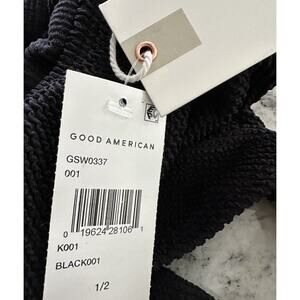 GOOD AMERICAN
GSW0337
001
0 19624 28106 1
K001
BLACK001
1/2